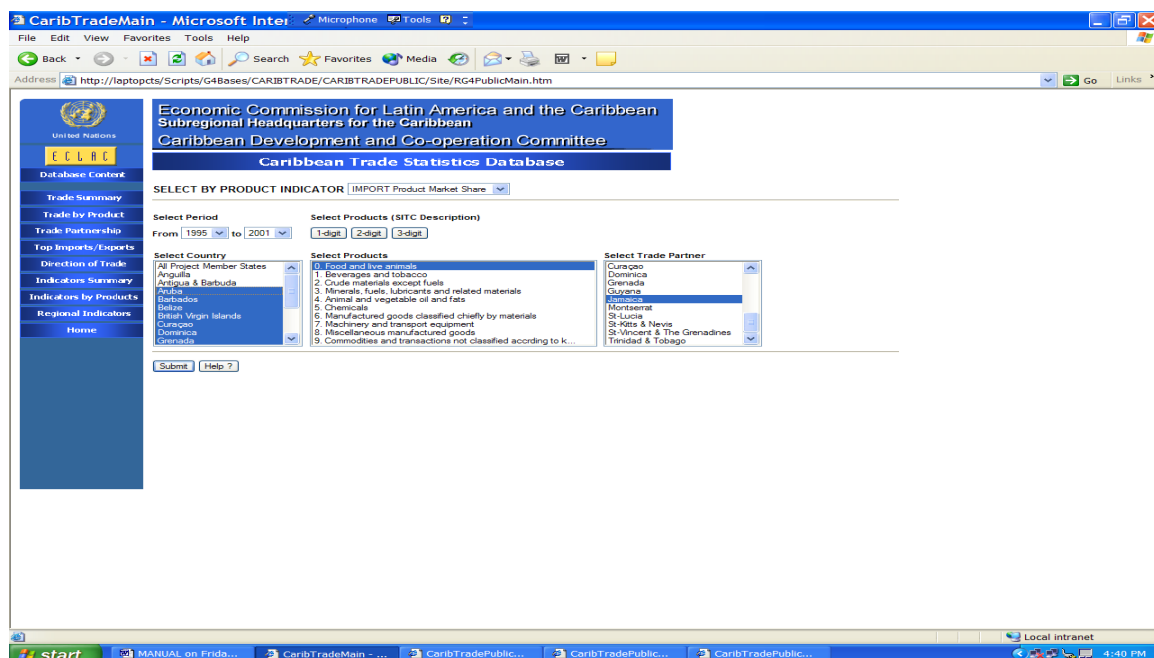 CaribTradeMain - Microsoft Inter
Microphone Tools
File Edit View Favorites Tools Help
Back Search Favorites Media
Address http://laptopcts/Scripts/G4Bases/CARIBTRADE/CARIBTRADEPUBLIC/Site/RG4PublicMain.htm Go Links
United Nations
ECLAC
Database Content
Trade Summary
Trade by Product
Trade Partnership
Top Imports/Exports
Direction of Trade
Indicators Summary
Indicators by Products
Regional Indicators
Home
Economic Commission for Latin America and the Caribbean
Subregional Headquarters for the Caribbean
Caribbean Development and Co-operation Committee
Caribbean Trade Statistics Database
SELECT BY PRODUCT INDICATOR IMPORT Product Market Share
Select Period
From 1995 to 2001
Select Products (SITC Description)
1-digit 2-digit 3-digit
Select Country
All Project Member States
Anguilla
Antigua & Barbuda
Aruba
Barbados
Belize
British Virgin Islands
Curaçao
Dominica
Grenada
Select Products
0. Food and live animals
1. Beverages and tobacco
2. Crude materials except fuels
3. Minerals, fuels, lubricants and related materials
4. Animal and vegetable oil and fats
5. Chemicals
6. Manufactured goods classified chiefly by materials
7. Machinery and transport equipment
8. Miscellaneous manufactured goods
9. Commodities and transactions not classified accrding to k...
Select Trade Partner
Curaçao
Dominica
Grenada
Guyana
Jamaica
Montserrat
St-Lucia
St-Kitts & Nevis
St-Vincent & The Grenadines
Trinidad & Tobago
Submit Help ?
Local intranet
start MANUAL on Frida... CaribTradeMain - ... CaribTradePublic... CaribTradePublic... CaribTradePublic... 4:40 PM